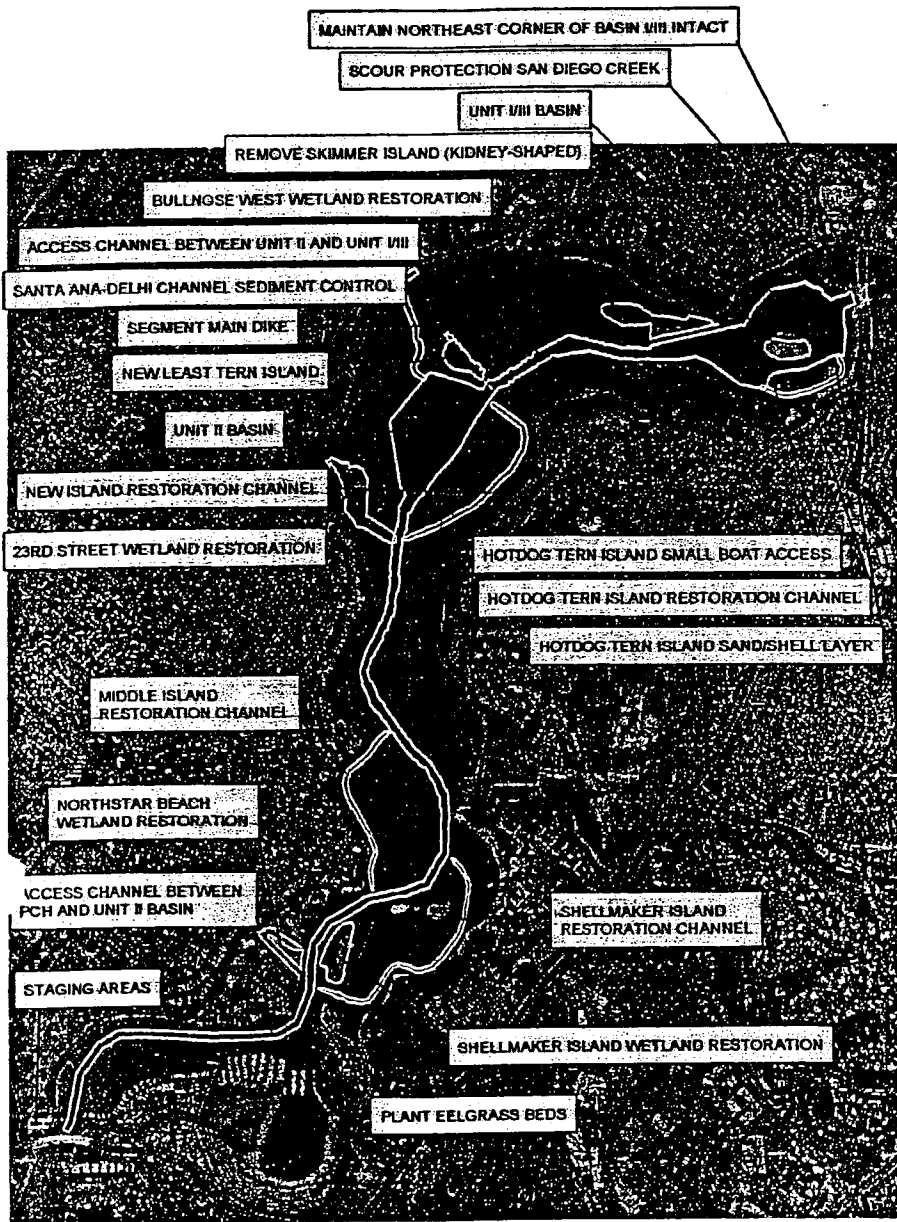 MAINTAIN NORTHEAST CORNER OF BASIN I/III INTACT
SCOUR PROTECTION SAN DIEGO CREEK
UNIT I/III BASIN
REMOVE SKIMMER ISLAND (KIDNEY-SHAPED)
BULLNOSE WEST WETLAND RESTORATION
ACCESS CHANNEL BETWEEN UNIT II AND UNIT I/III
SANTA ANA-DELHI CHANNEL SEDIMENT CONTROL
SEGMENT MAIN DIKE
NEW LEAST TERN ISLAND
UNIT II BASIN
NEW ISLAND RESTORATION CHANNEL
23RD STREET WETLAND RESTORATION
HOTDOG TERN ISLAND SMALL BOAT ACCESS
HOTDOG TERN ISLAND RESTORATION CHANNEL
HOTDOG TERN ISLAND SAND/SHELL LAYER
MIDDLE ISLAND
RESTORATION CHANNEL
NORTHSTAR BEACH
WETLAND RESTORATION
ACCESS CHANNEL BETWEEN
PCH AND UNIT II BASIN
SHELLMAKER ISLAND
RESTORATION CHANNEL
STAGING AREAS
SHELLMAKER ISLAND WETLAND RESTORATION
PLANT EELGRASS BEDS